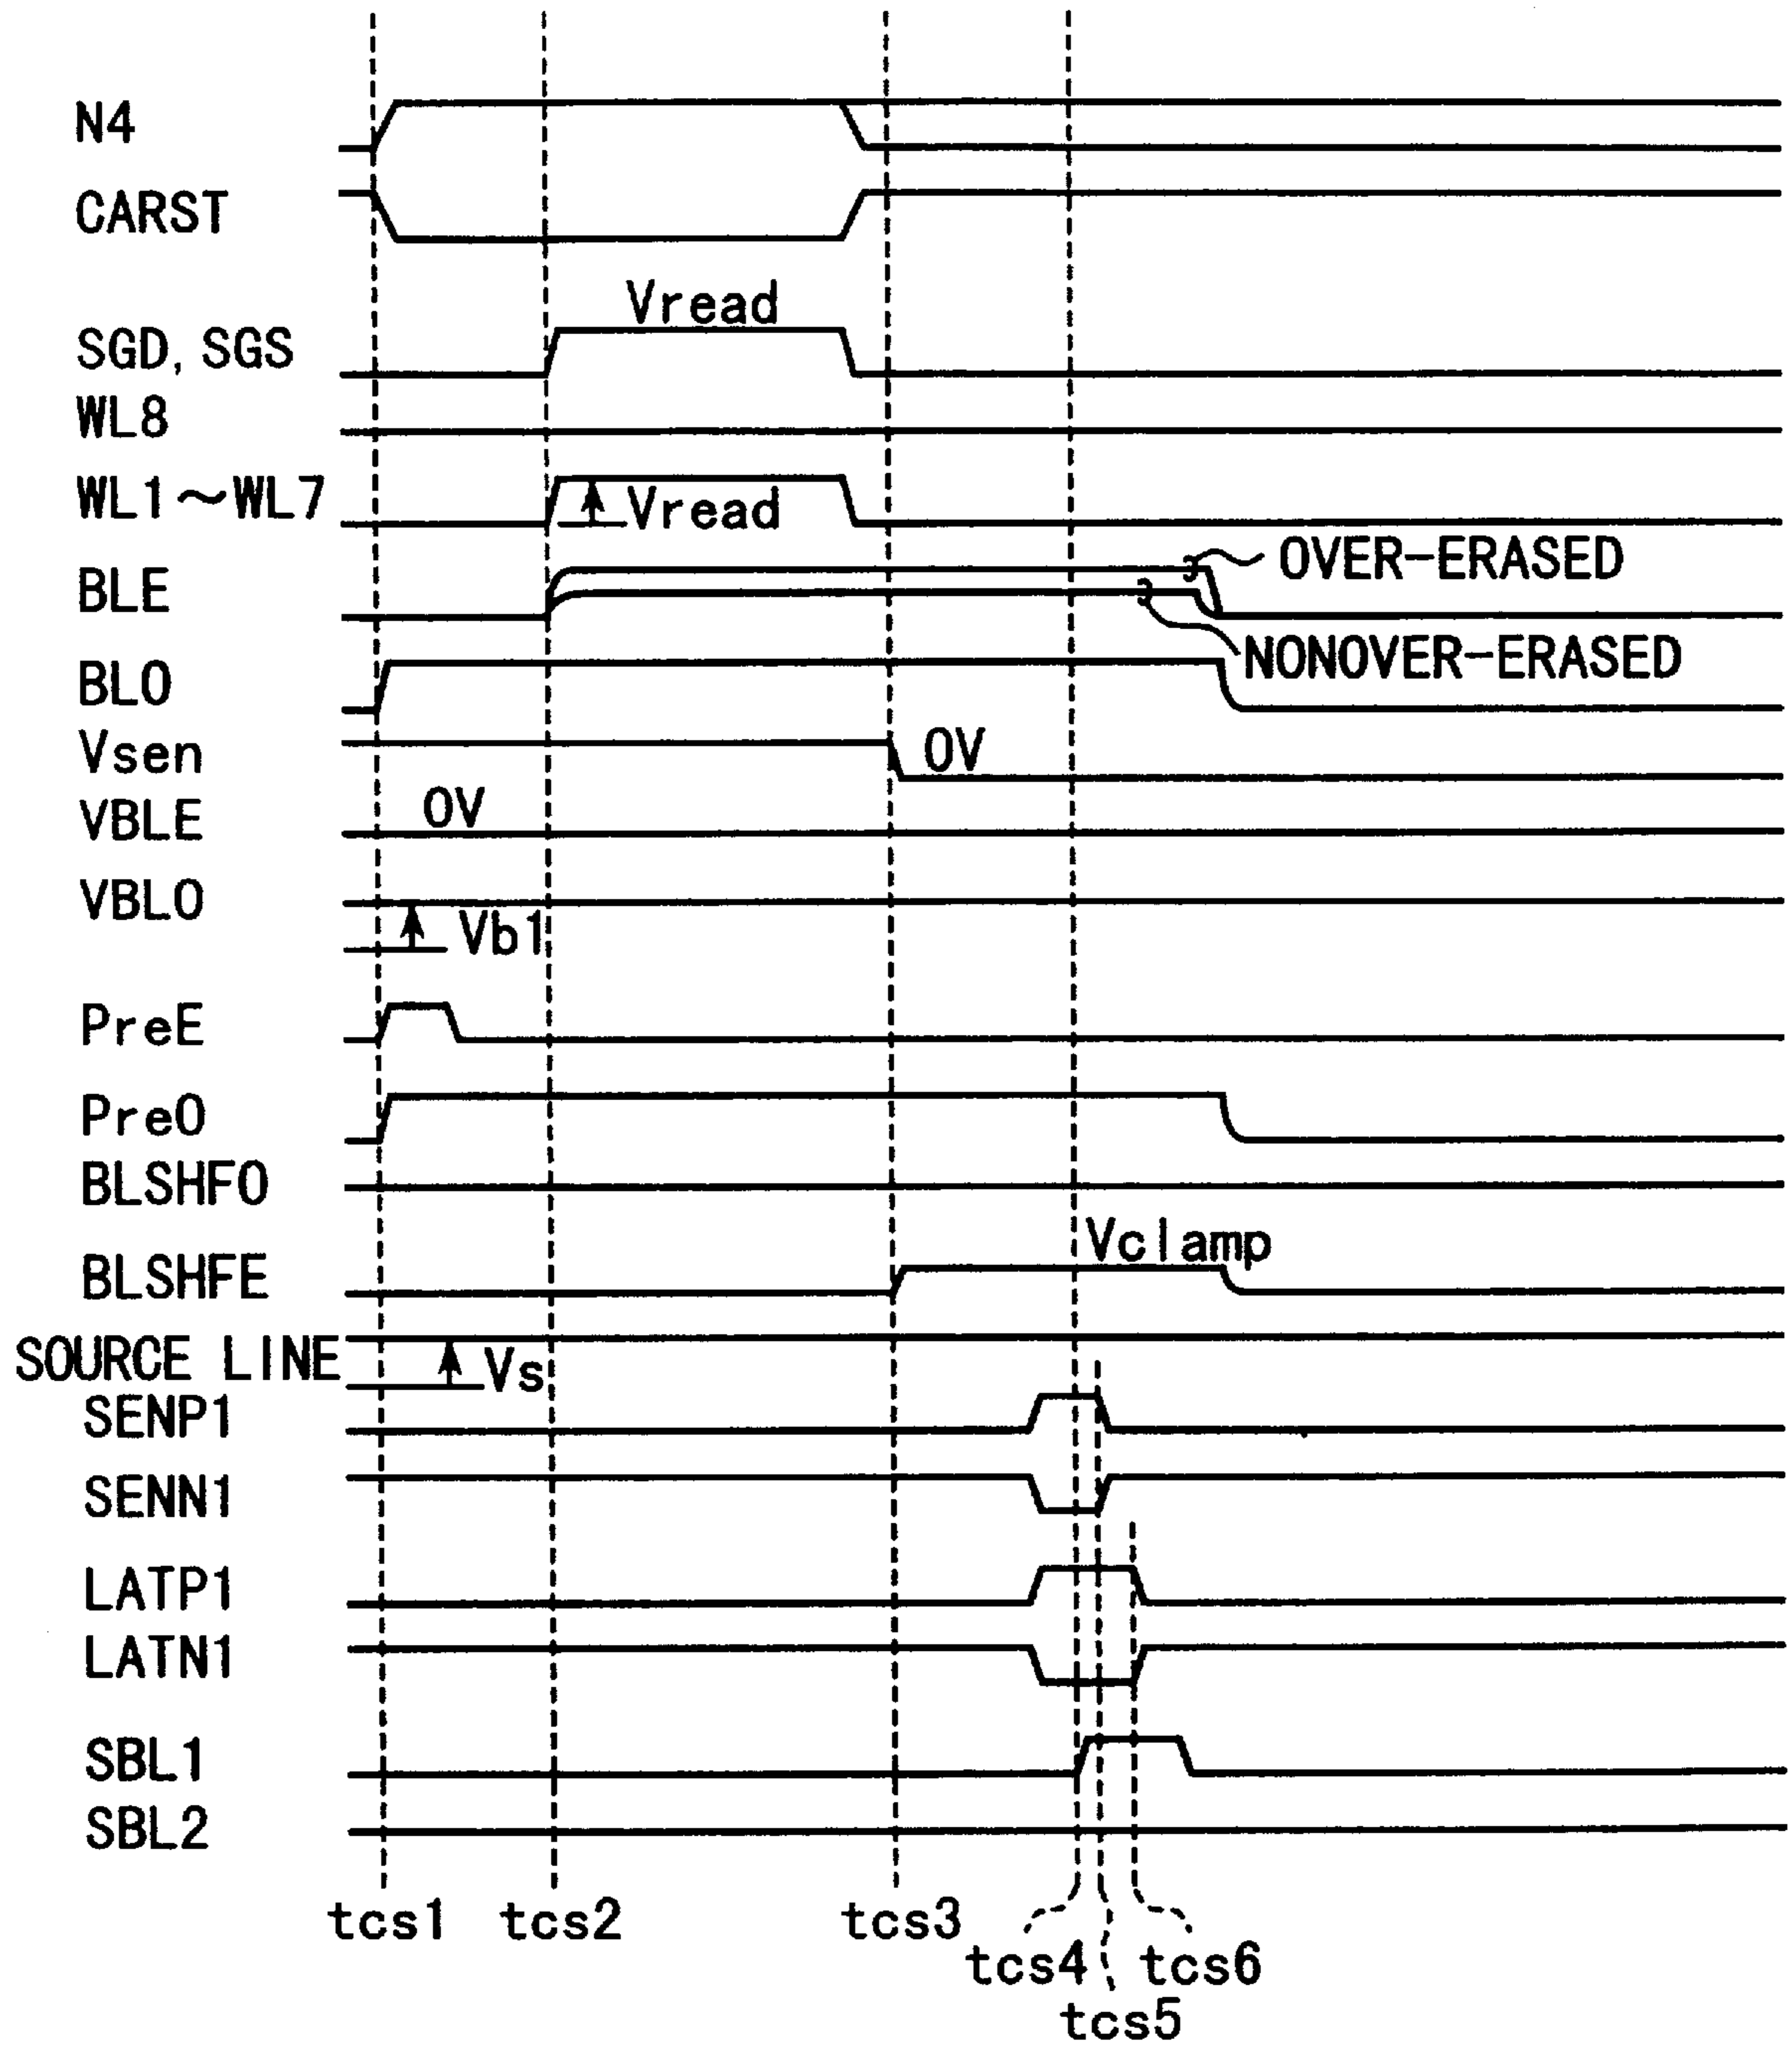 N4
CARST
Vread
SGD, SGS
WL8
WL1～WL7
Vread
OVER-ERASED
BLE
NONOVER-ERASED
BLO
Vsen
0V
VBLE
0V
VBLO
Vb1
PreE
PreO
BLSHFO
Vclamp
BLSHFE
SOURCE LINE
Vs
SENP1
SENN1
LATP1
LATN1
SBL1
SBL2
tcs1 tcs2 tcs3
tcs4 tcs6
tcs5